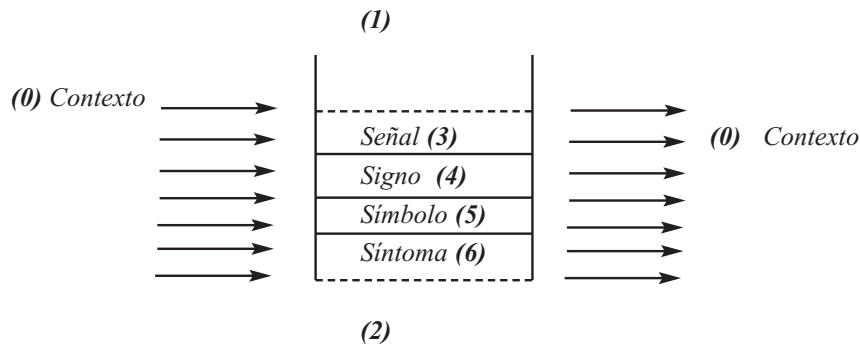 (1)
(0) Contexto
Señal (3)
(0) Contexto
Signo (4)
Símbolo (5)
Síntoma (6)
(2)